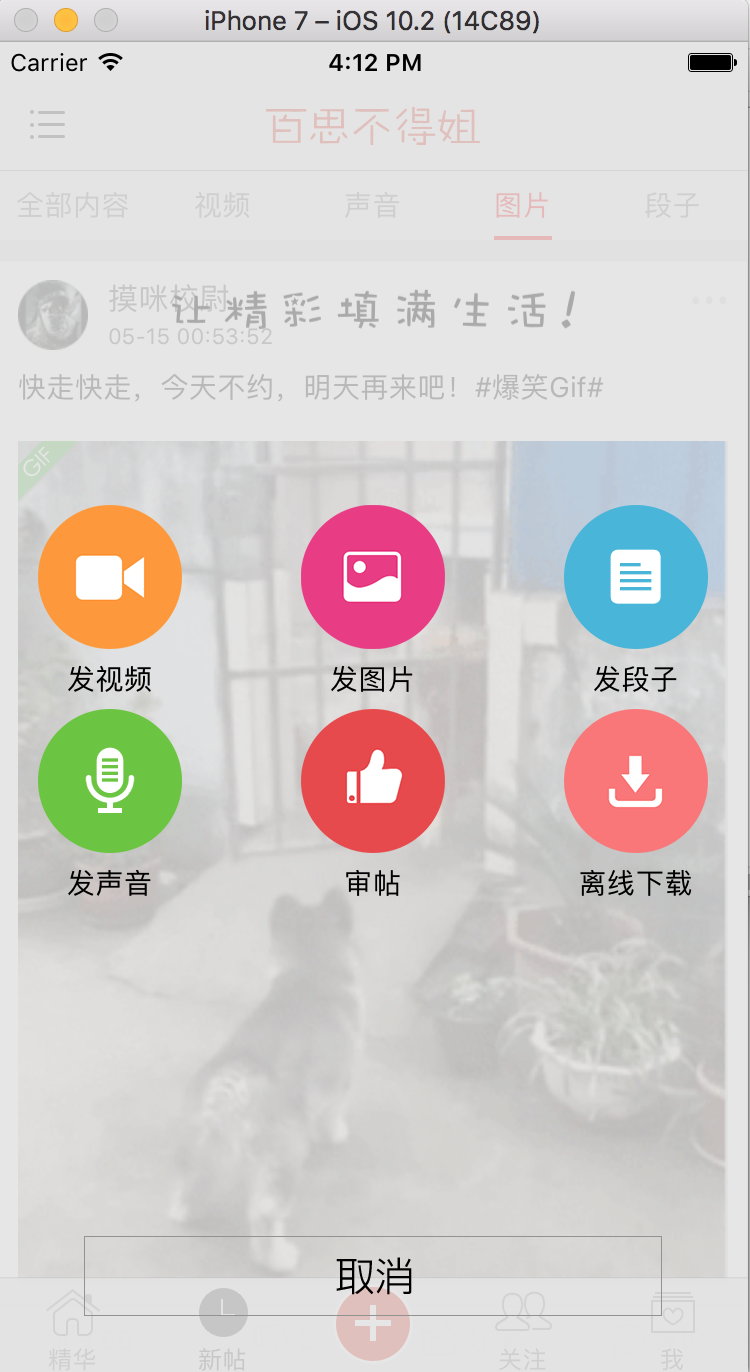 iPhone 7 – iOS 10.2 (14C89)
Carrier 4:12 PM
百思不得姐
全部内容 视频 声音 图片 段子
摸咪校尉
让精彩填满生活!
05-15 00:53:52
快走快走，今天不约，明天再来吧！#爆笑Gif#
GIF
发视频 发图片 发段子
发声音 审帖 离线下载
取消
精华 新帖 关注 我